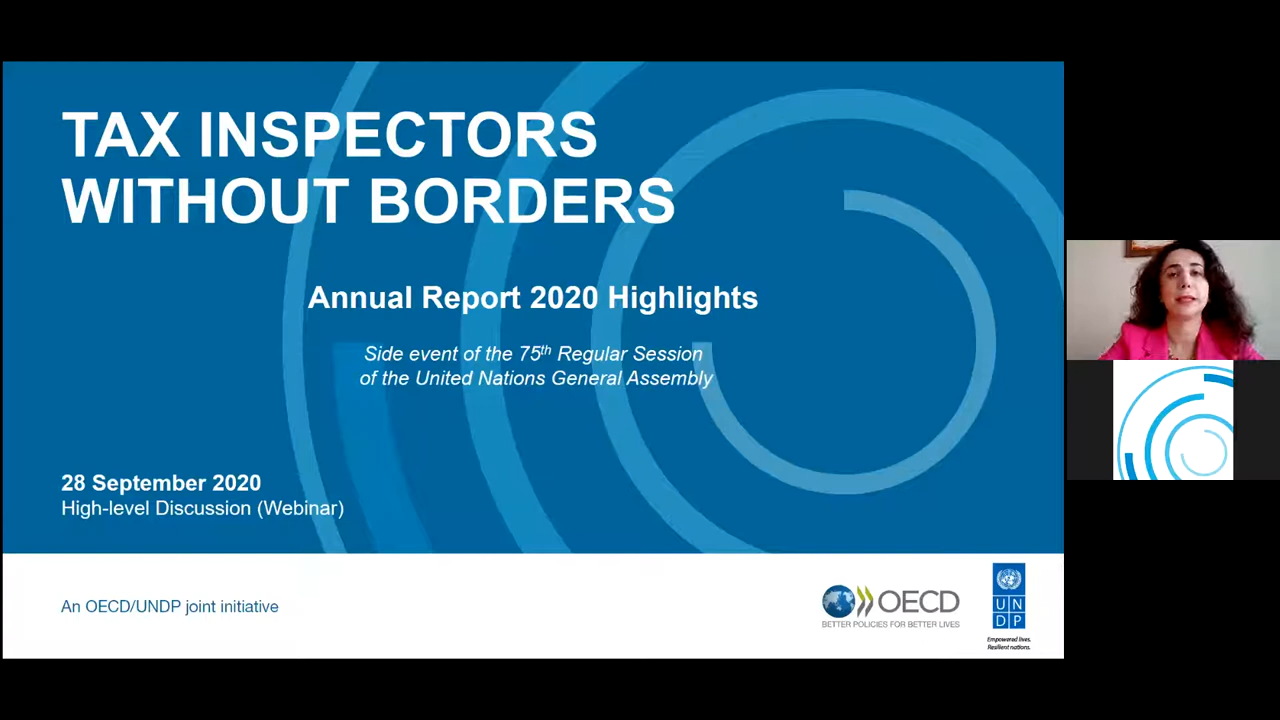 TAX INSPECTORS
WITHOUT BORDERS
Annual Report 2020 Highlights
Side event of the 75th Regular Session
of the United Nations General Assembly
28 September 2020
High-level Discussion (Webinar)
An OECD/UNDP joint initiative
OECD
BETTER POLICIES FOR BETTER LIVES
UN
DP
Empowered lives.
Resilient nations.